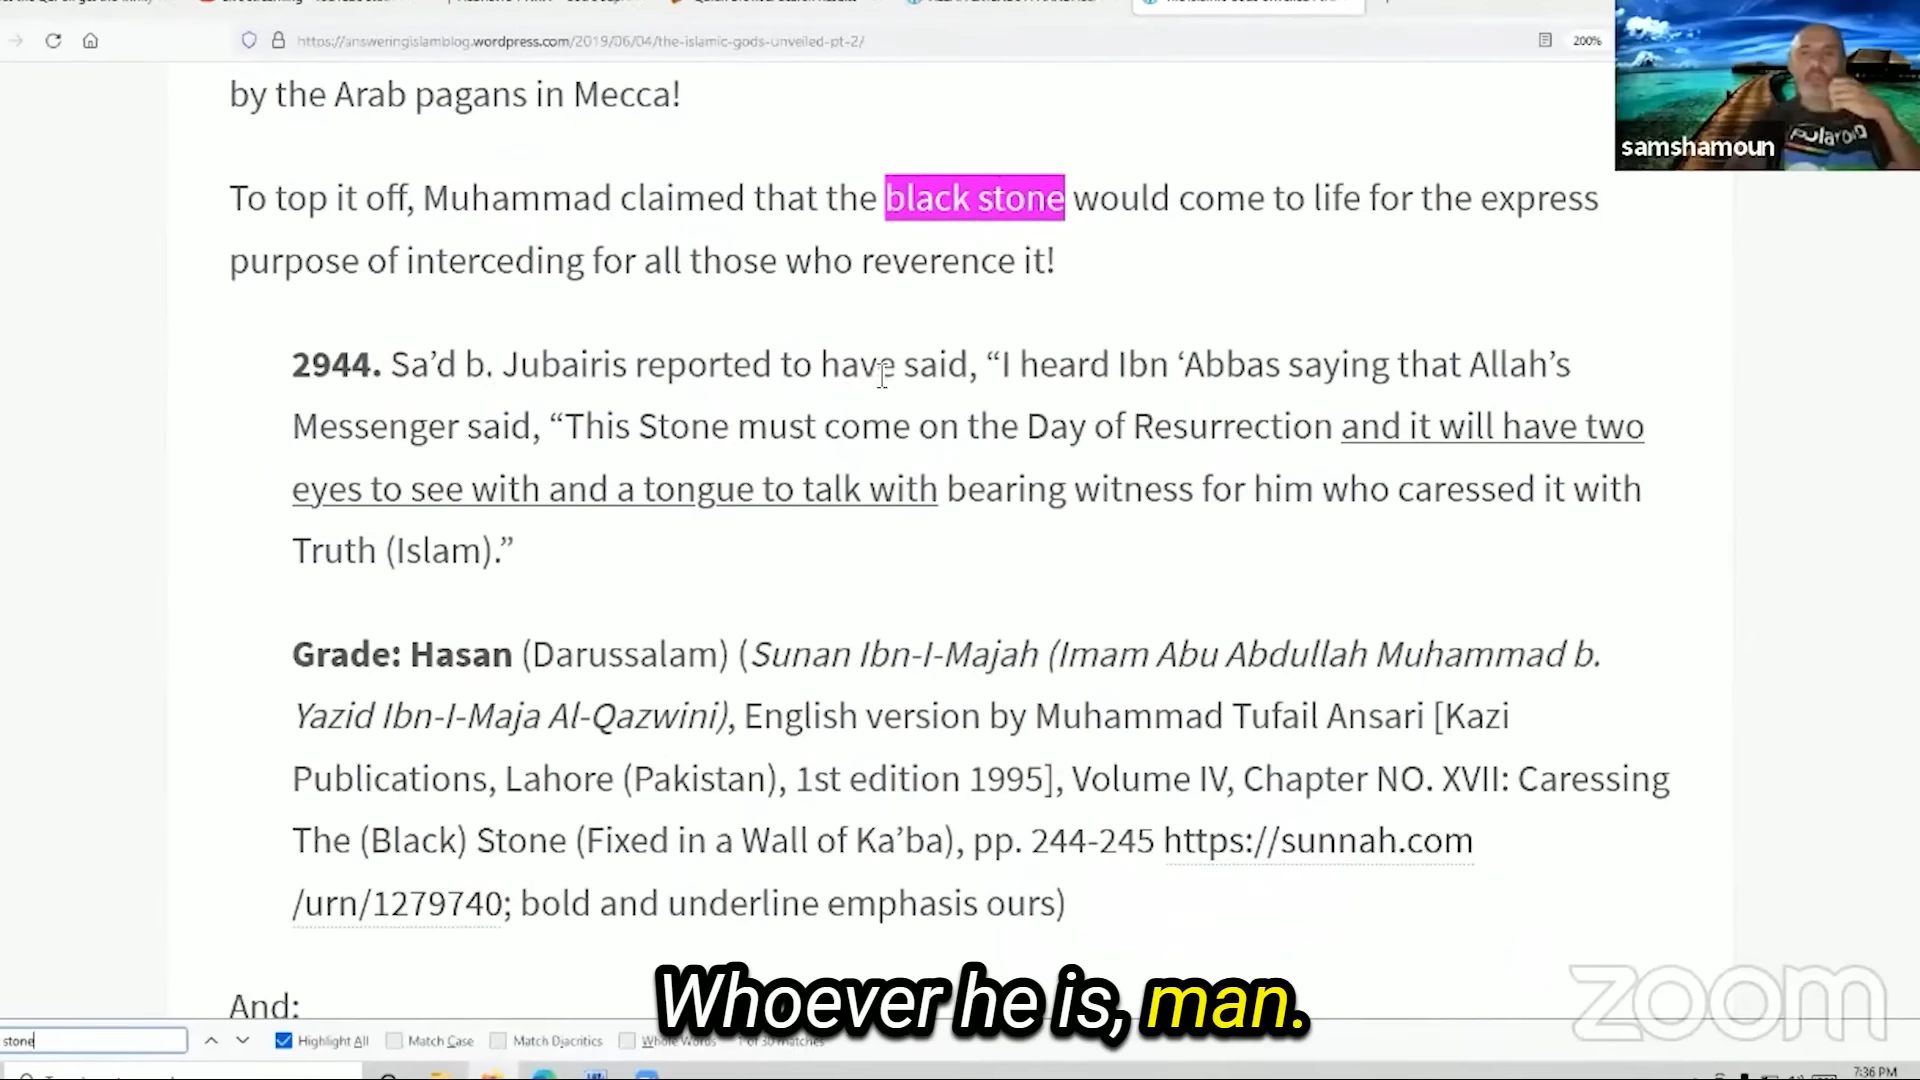 https://answeringislamblog.wordpress.com/2019/06/04/the-islamic-gods-unveiled-pt-2/
200%
by the Arab pagans in Mecca!
samshamoun
To top it off, Muhammad claimed that the black stone would come to life for the express
purpose of interceding for all those who reverence it!
2944. Sa’d b. Jubairis reported to have said, “I heard Ibn ‘Abbas saying that Allah’s
Messenger said, “This Stone must come on the Day of Resurrection and it will have two
eyes to see with and a tongue to talk with bearing witness for him who caressed it with
Truth (Islam).”
Grade: Hasan (Darussalam) (Sunan Ibn-I-Majah (Imam Abu Abdullah Muhammad b.
Yazid Ibn-I-Maja Al-Qazwini), English version by Muhammad Tufail Ansari [Kazi
Publications, Lahore (Pakistan), 1st edition 1995], Volume IV, Chapter NO. XVII: Caressing
The (Black) Stone (Fixed in a Wall of Ka’ba), pp. 244-245 https://sunnah.com
/urn/1279740; bold and underline emphasis ours)
And:
Whoever he is, man.
zoom
stone
Highlight All
Match Case
Match Diacritics
Whole Words
of 30 matches
7:36 PM